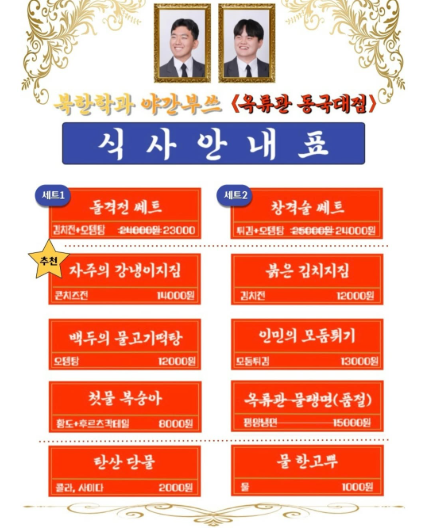 북한학과 야간부쓰 <옥류관 동국대점>
식사안내표
세트1
돌격전 쎄트
김치전+오뎅탕 24000원 23000
세트2
창격술 쎄트
튀김+오뎅탕 25000원 24000원
추천
자주의 강냉이지짐
콘치즈전 14000원
붉은 김치지짐
김치전 12000원
백두의 물고기떡탕
오뎅탕 12000원
인민의 모둠튀기
모둠튀김 13000원
첫물 복숭아
황도+후르츠칵테일 8000원
옥류관 물랭면(품절)
평양냉면 15000원
탄산 단물
콜라, 사이다 2000원
물 한고뿌
물 1000원